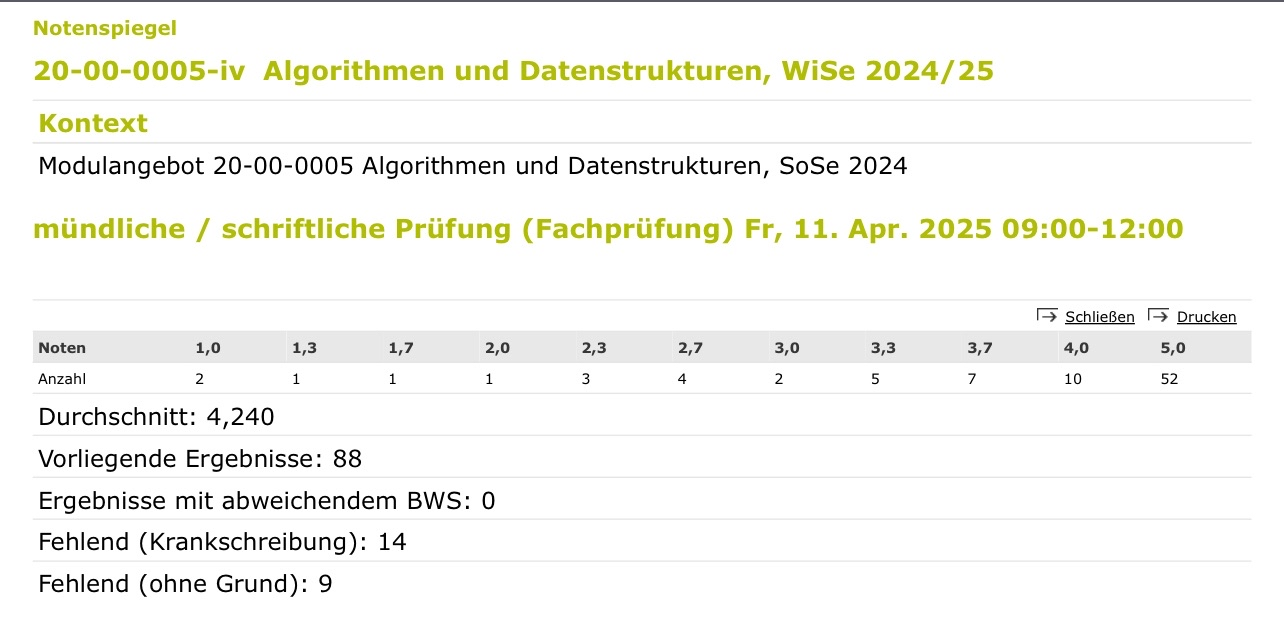 Notenspiegel
20-00-0005-iv  Algorithmen und Datenstrukturen, WiSe 2024/25
Kontext
Modulangebot 20-00-0005 Algorithmen und Datenstrukturen, SoSe 2024
mündliche / schriftliche Prüfung (Fachprüfung) Fr, 11. Apr. 2025 09:00-12:00
Schließen Drucken
Noten 1,0 1,3 1,7 2,0 2,3 2,7 3,0 3,3 3,7 4,0 5,0
Anzahl 2 1 1 1 3 4 2 5 7 10 52
Durchschnitt: 4,240
Vorliegende Ergebnisse: 88
Ergebnisse mit abweichendem BWS: 0
Fehlend (Krankschreibung): 14
Fehlend (ohne Grund): 9